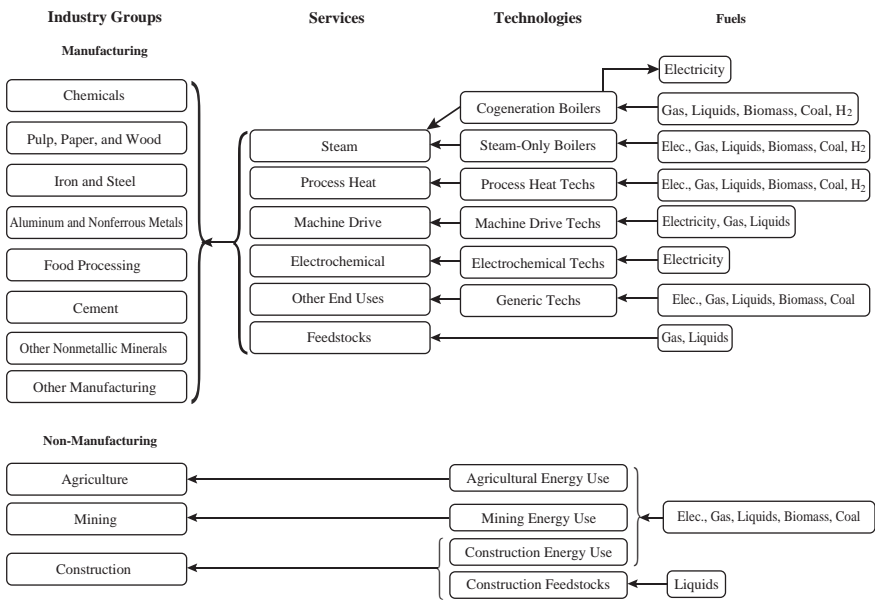 Industry Groups
Services
Technologies
Fuels
Manufacturing
Electricity
Chemicals
Cogeneration Boilers
Gas, Liquids, Biomass, Coal, H2
Pulp, Paper, and Wood
Steam
Steam-Only Boilers
Elec., Gas, Liquids, Biomass, Coal, H2
Iron and Steel
Process Heat
Process Heat Techs
Elec., Gas, Liquids, Biomass, Coal, H2
Aluminum and Nonferrous Metals
Machine Drive
Machine Drive Techs
Electricity, Gas, Liquids
Food Processing
Electrochemical
Electrochemical Techs
Electricity
Cement
Other End Uses
Generic Techs
Elec., Gas, Liquids, Biomass, Coal
Other Nonmetallic Minerals
Feedstocks
Gas, Liquids
Other Manufacturing
Non-Manufacturing
Agriculture
Agricultural Energy Use
Mining
Mining Energy Use
Elec., Gas, Liquids, Biomass, Coal
Construction
Construction Energy Use
Construction Feedstocks
Liquids